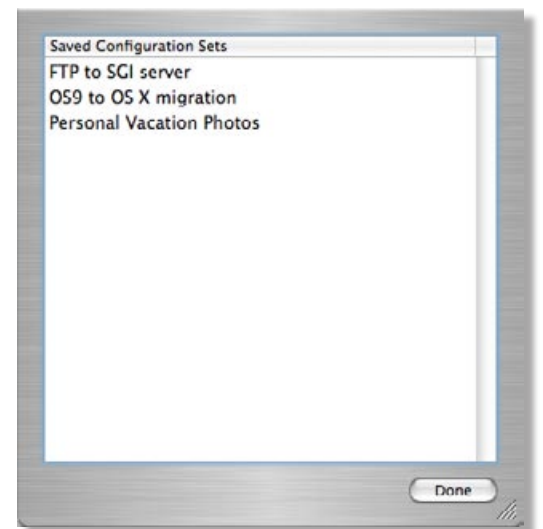 Saved Configuration Sets
FTP to SGI server
OS9 to OS X migration
Personal Vacation Photos
Done